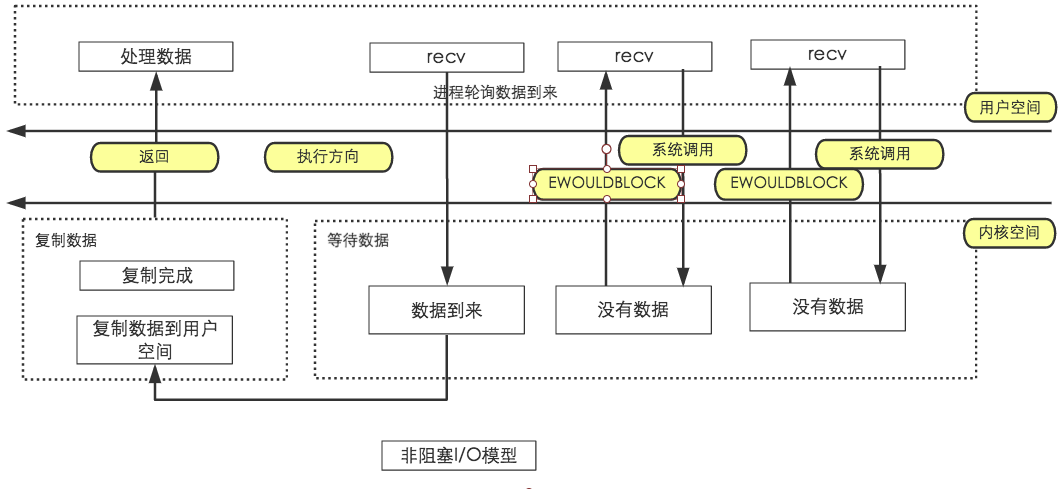 处理数据
recv
recv
recv
进程轮询数据到来
用户空间
返回
执行方向
系统调用
系统调用
EWOULDBLOCK
EWOULDBLOCK
内核空间
复制数据
等待数据
复制完成
数据到来
没有数据
没有数据
复制数据到用户
空间
非阻塞I/O模型